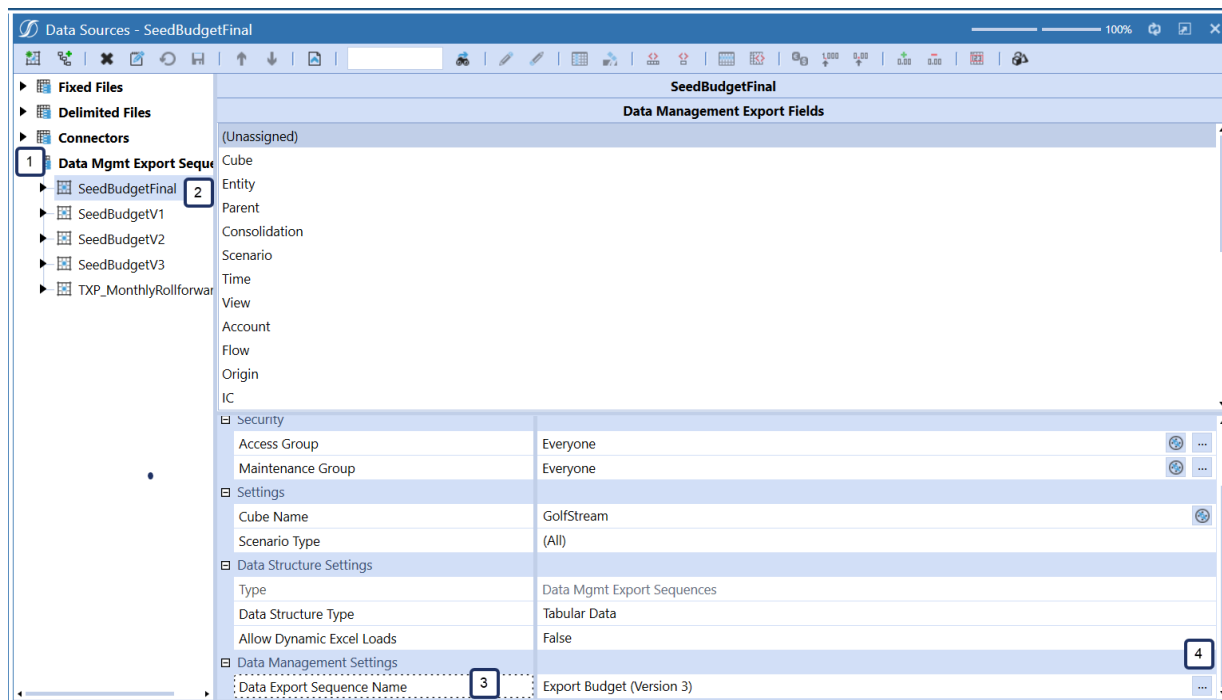 Data Sources - SeedBudgetFinal
100%
Fixed Files
Delimited Files
Connectors
1
Data Mgmt Export Seque
SeedBudgetFinal
2
SeedBudgetV1
SeedBudgetV2
SeedBudgetV3
TXP_MonthlyRollforwar
SeedBudgetFinal
Data Management Export Fields
(Unassigned)
Cube
Entity
Parent
Consolidation
Scenario
Time
View
Account
Flow
Origin
IC
Security
Access Group Everyone ...
Maintenance Group Everyone ...
Settings
Cube Name GolfStream
Scenario Type (All)
Data Structure Settings
Type Data Mgmt Export Sequences
Data Structure Type Tabular Data
Allow Dynamic Excel Loads False
4
Data Management Settings
Data Export Sequence Name 3 Export Budget (Version 3) ...